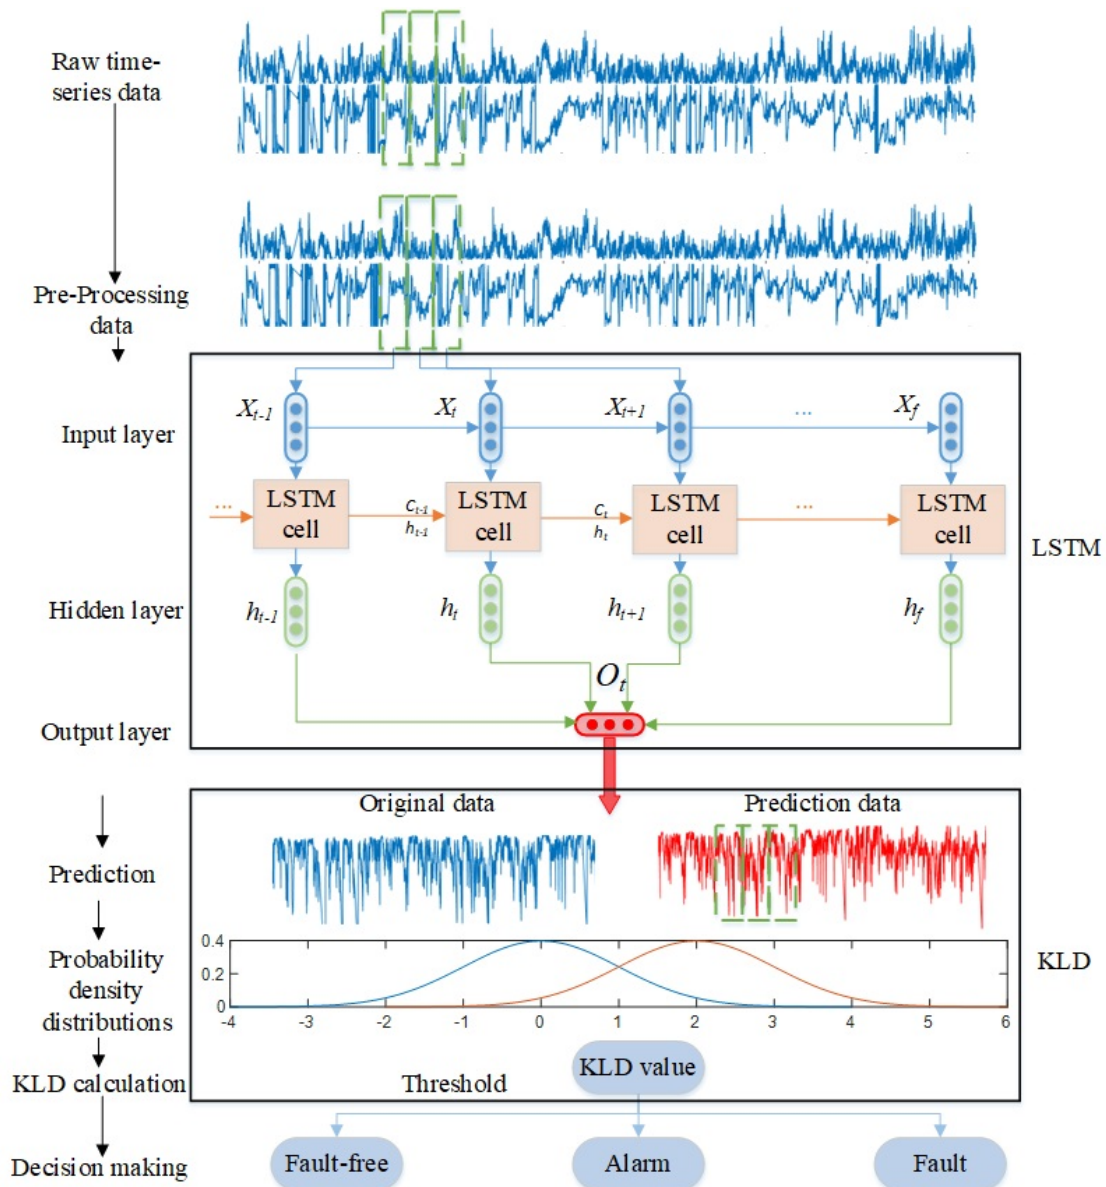 Raw time-
series data
Pre-Processing
data
Input layer
X_{t-1}
X_t
X_{t+1}
...
X_f
...
LSTM
cell
C_{t-1}
h_{t-1}
LSTM
cell
C_t
h_t
LSTM
cell
...
LSTM
cell
LSTM
Hidden layer
h_{t-1}
h_t
h_{t+1}
h_f
O_t
Output layer
Original data
Prediction data
Prediction
Probability
density
distributions
0.4
0.2
0
-4 -3 -2 -1 0 1 2 3 4 5 6
KLD
KLD calculation
Threshold
KLD value
Decision making
Fault-free
Alarm
Fault